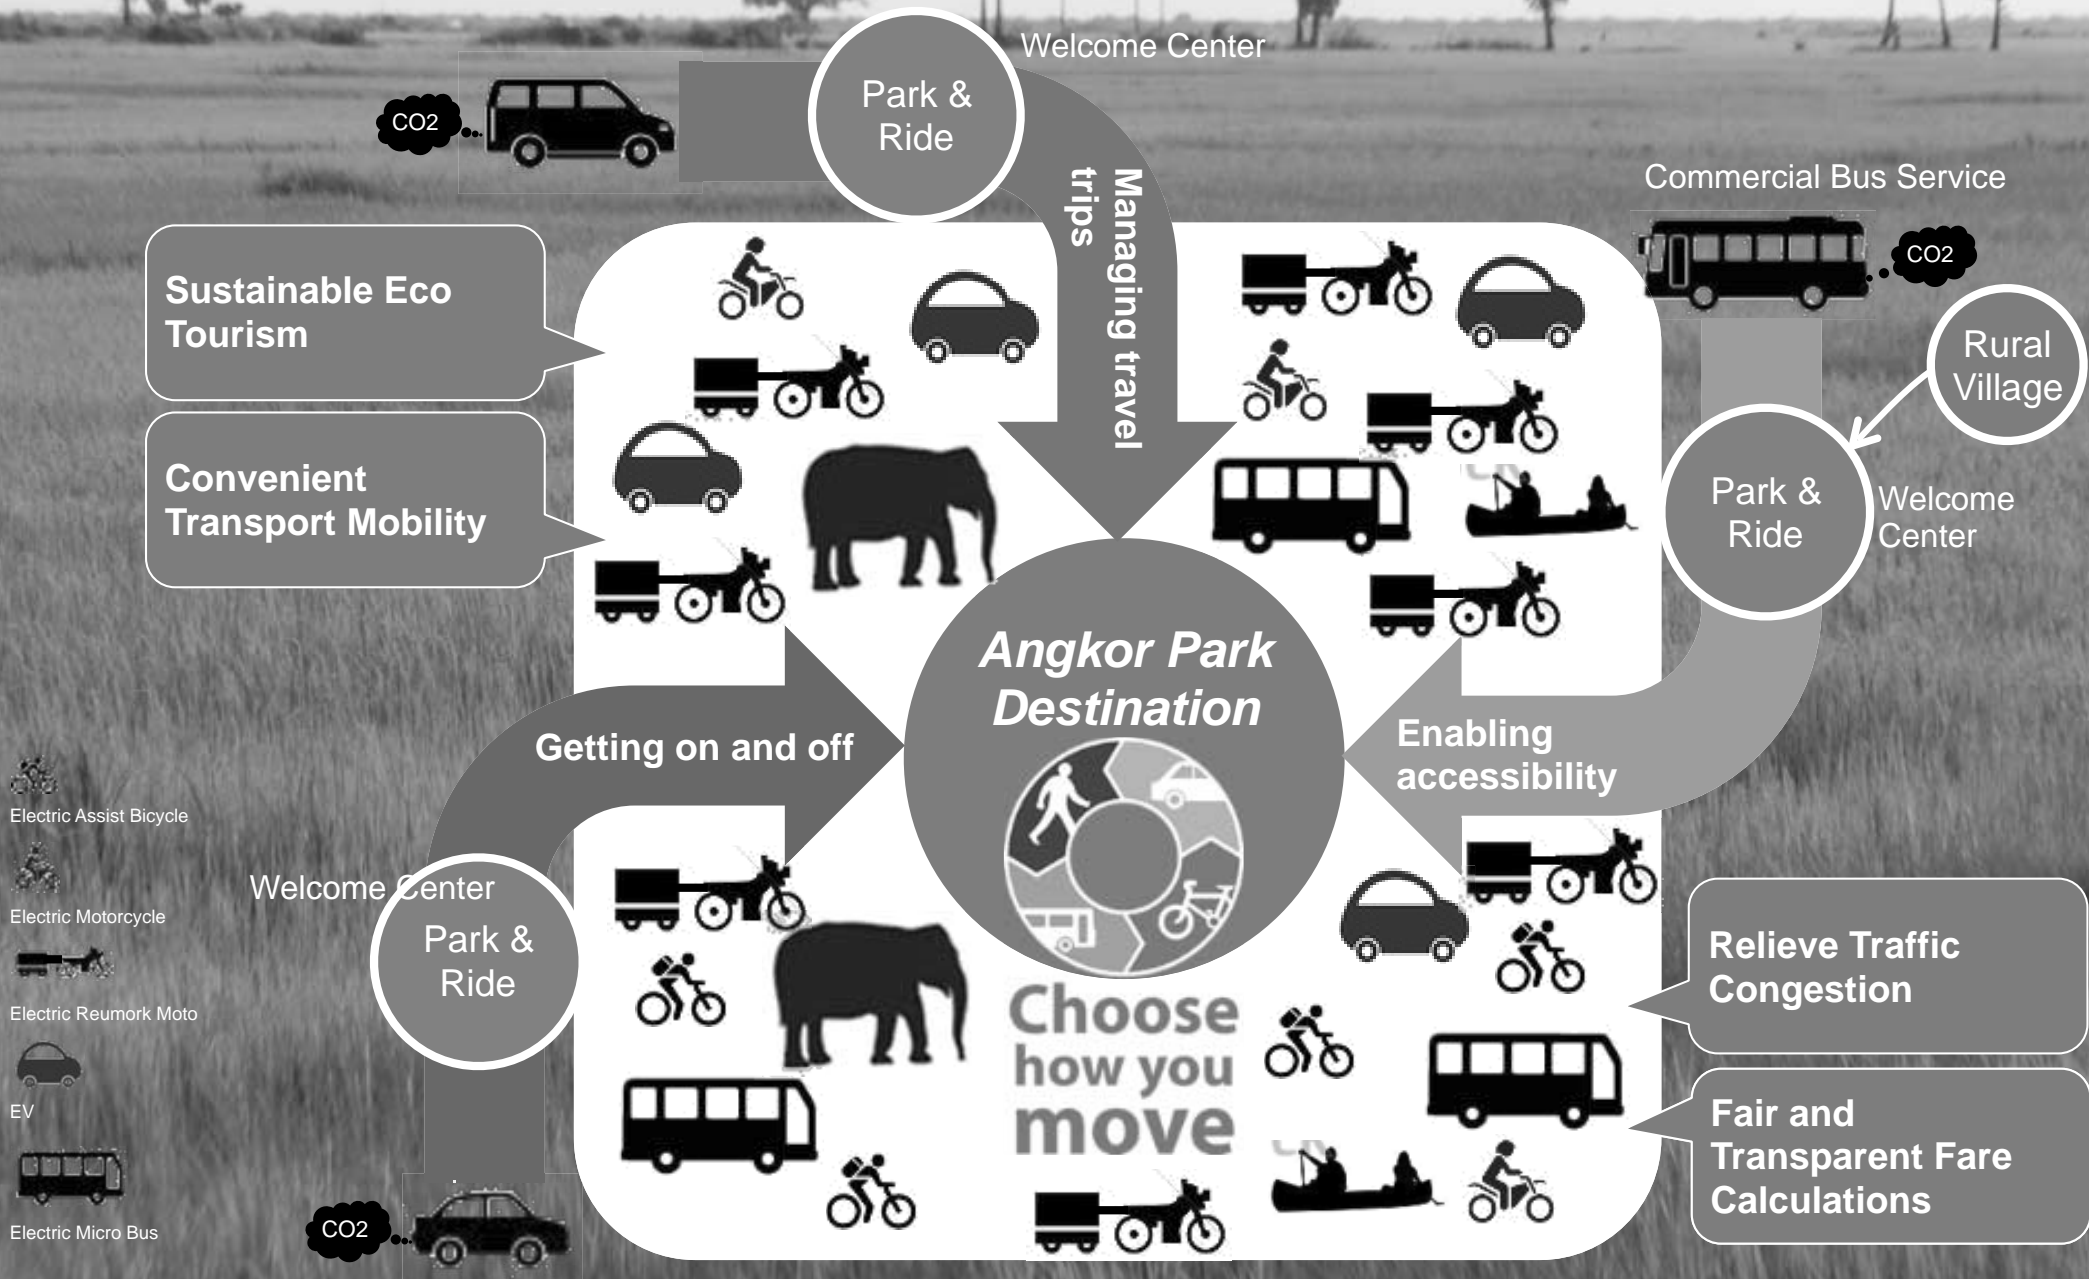 Welcome Center
Park &
Ride
CO2
Managing travel
trips
Commercial Bus Service
CO2
Rural
Village
Park &
Ride
Welcome
Center
Sustainable Eco
Tourism
Convenient
Transport Mobility
Angkor Park
Destination
Getting on and off
Enabling
accessibility
Electric Assist Bicycle
Electric Motorcycle
Electric Reumork Moto
EV
Electric Micro Bus
Welcome Center
Park &
Ride
CO2
Choose
how you
move
Relieve Traffic
Congestion
Fair and
Transparent Fare
Calculations